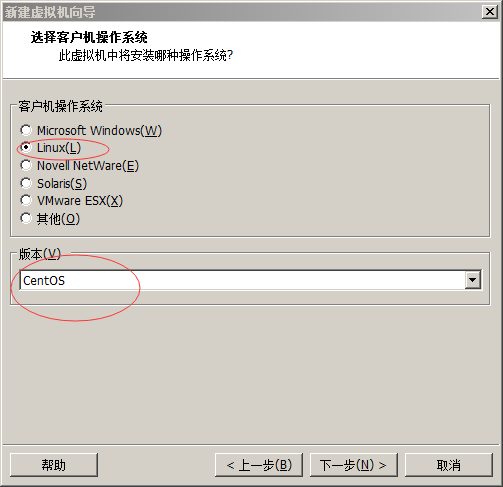 新建虚拟机向导
选择客户机操作系统
此虚拟机中将安装哪种操作系统?
客户机操作系统
Microsoft Windows(W)
Linux(L)
Novell NetWare(E)
Solaris(S)
VMware ESX(X)
其他(O)
版本(V)
CentOS
帮助
< 上一步(B)
下一步(N) >
取消